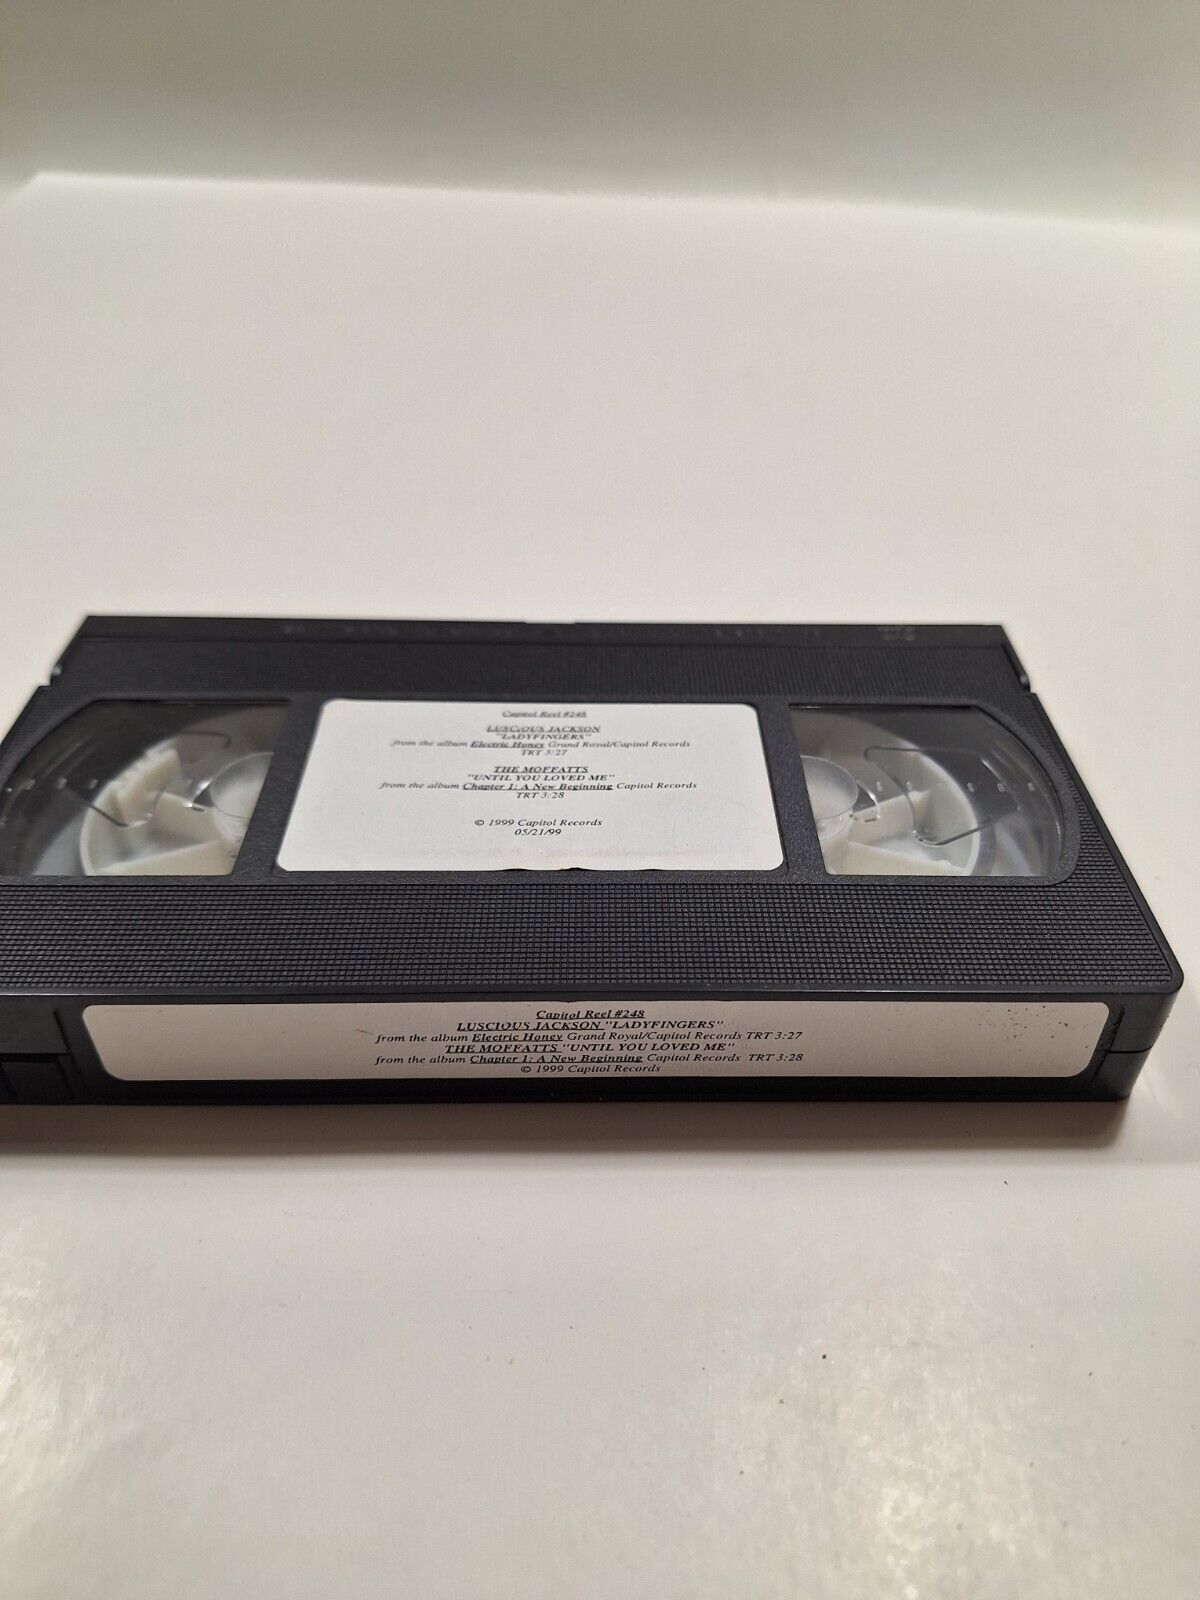 Capitol Reel #248
LUSCIOUS JACKSON
"LADYFINGERS"
from the album Electric Honey Grand Royal/Capitol Records
TRT 3:27
THE MOFFATTS
"UNTIL YOU LOVED ME"
from the album Chapter 1: A New Beginning Capitol Records
TRT 3:28
© 1999 Capitol Records
05/21/99
Capitol Reel #248
LUSCIOUS JACKSON "LADYFINGERS"
from the album Electric Honey Grand Royal/Capitol Records TRT 3:27
THE MOFFATTS "UNTIL YOU LOVED ME"
from the album Chapter 1: A New Beginning Capitol Records TRT 3:28
© 1999 Capitol Records